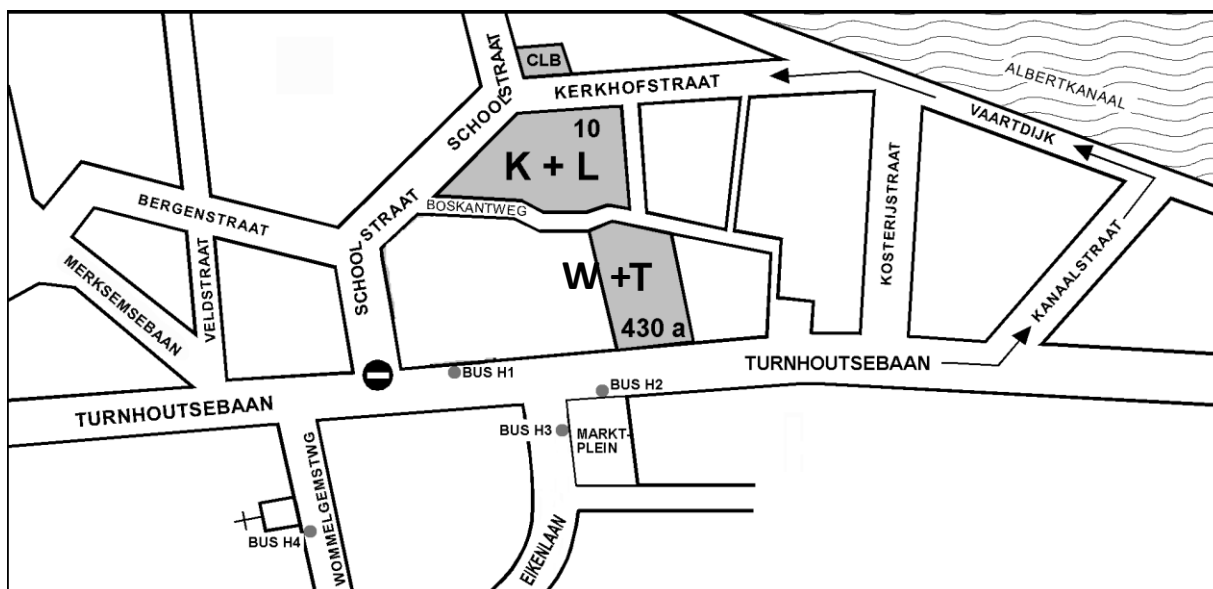 CLB
KERKHOFSTRAAT
ALBERTKANAAL
VAARTDIJK
SCHOOLSTRAAT
10
K + L
BERGENSTRAAT
BOSKANTWEG
SCHOOLSTRAAT
KOSTERIJSTRAAT
KANAALSTRAAT
VELDSTRAAT
MERKSEMSEBAAN
W +T
430 a
TURNHOUTSEBAAN
BUS H1
BUS H2
TURNHOUTSEBAAN
BUS H3
MARKT-
PLEIN
WOMMELGEMSTWG
BUS H4
EIKENLAAN